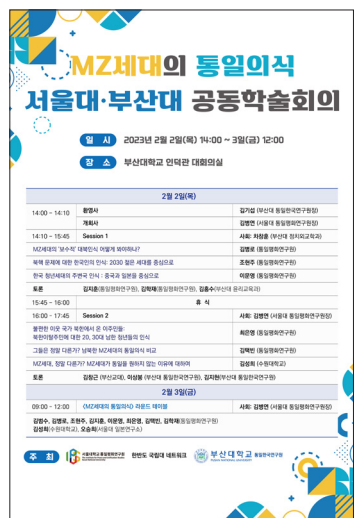 MZ세대의 통일의식
서울대·부산대 공동학술회의
일 시 2023년 2월 2일(목) 14:00 ~ 3일(금) 12:00
장 소 부산대학교 인덕관 대회의실
2월 2일(목)
14:00 ~ 14:10 환영사 김기섭 (부산대 통일한국연구원장)
개회사 김병연 (서울대 통일평화연구원장)
14:10 ~ 15:45 Session 1 사회: 차창훈 (부산대 정치외교학과)
MZ세대의 '보수적' 대북인식 어떻게 봐야하나? 김병로 (통일평화연구원)
북핵 문제에 대한 한국인의 인식: 2030 젊은 세대를 중심으로 조현주 (통일평화연구원)
한국 청년세대의 주변국 인식 : 중국과 일본을 중심으로 이문영 (통일평화연구원)
토론 김지훈(통일평화연구원), 김학재(통일평화연구원), 김홍수(부산대 윤리교육과)
15:45 ~ 16:00 휴 식
16:00 ~ 17:45 Session 2 사회: 김병연 (서울대 통일평화연구원장)
불편한 이웃 국가 북한에서 온 이주민들:
북한이탈주민에 대한 20, 30대 남한 청년들의 인식 최은영 (통일평화연구원)
그들은 정말 다른가? 남북한 MZ세대의 통일의식 비교 김택빈 (통일평화연구원)
MZ세대, 정말 다른가? MZ세대가 통일을 원하지 않는 이유에 대하여 김성희 (수원대학교)
토론 김창근 (부산교대), 이상봉 (부산대 통일한국연구원), 김지현(부산대 통일한국연구원)
2월 3일(금)
09:00 ~ 12:00 《MZ세대의 통일의식》 라운드 테이블 사회: 김병연 (서울대 통일평화연구원장)
김범수, 김병로, 조현주, 김지훈, 이문영, 최은영, 김택빈, 김학재(통일평화연구원)
김성희(수원대학교), 오승희(서울대 일본연구소)
주 최 서울대학교 통일평화연구원 한반도 국립대 네트워크 부산대학교 통일한국연구원